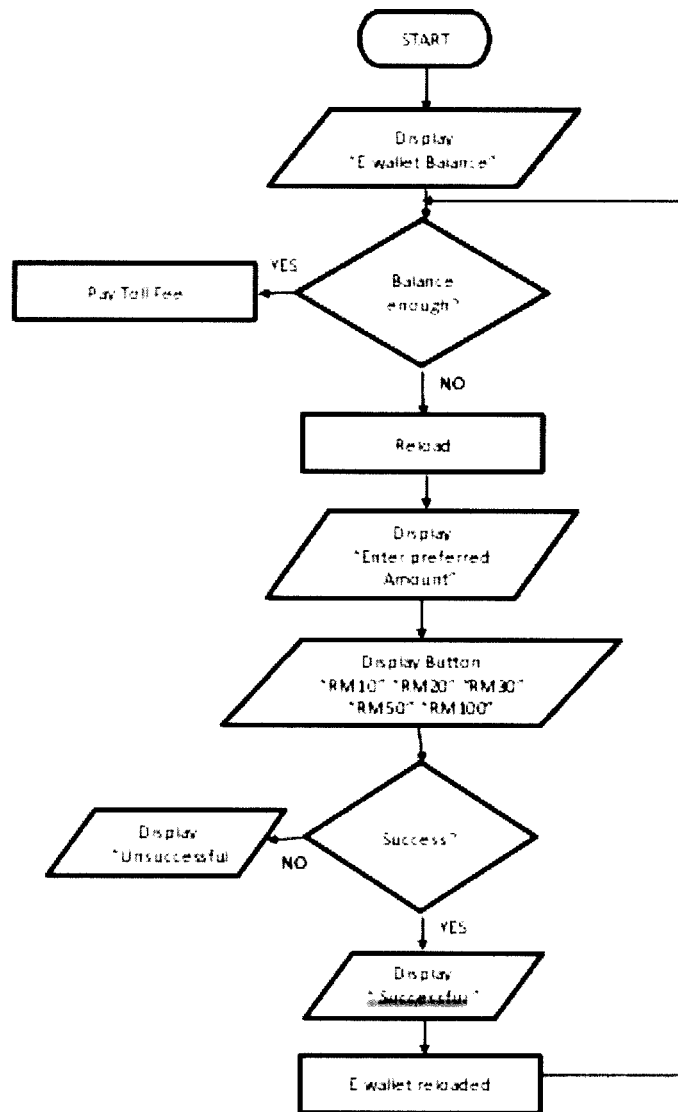 START
Display
"E wallet Balance"
YES
Pay Toll Fee
Balance
enough?
NO
Reload
Display
"Enter preferred
Amount"
Display Button
"RM10" "RM20" "RM30"
"RM50" "RM100"
Success?
Display
"Unsuccessful
NO
YES
Display
"Successful"
E wallet reloaded